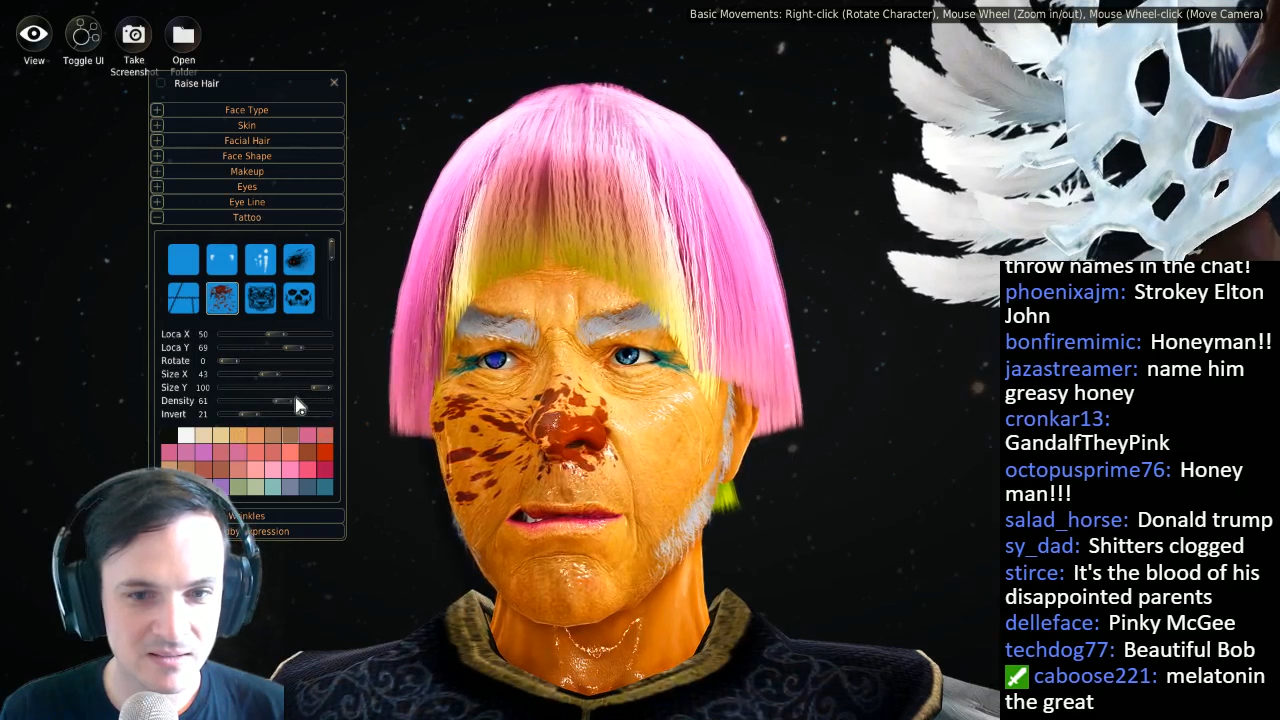 Basic Movements: Right-click (Rotate Character), Mouse Wheel (Zoom in/out), Mouse Wheel-click (Move Camera)
View
Toggle UI
Take
Screenshot
Open
Folder
Raise Hair
Face Type
Skin
Facial Hair
Face Shape
Makeup
Eyes
Eye Line
Tattoo
Loca X 50
Loca Y 69
Rotate 0
Size X 43
Size Y 100
Density 61
Invert 21
Wrinkles
throw names in the chat!
phoenixajm: Strokey Elton
John
bonfiremimic: Honeyman!!
jazastreamer: name him
greasy honey
cronkar13:
GandalfTheyPink
octopusprime76: Honey
man!!!
salad_horse: Donald trump
sy_dad: Shitters clogged
stirce: It's the blood of his
disappointed parents
delleface: Pinky McGee
techdog77: Beautiful Bob
caboose221: melatonin
the great